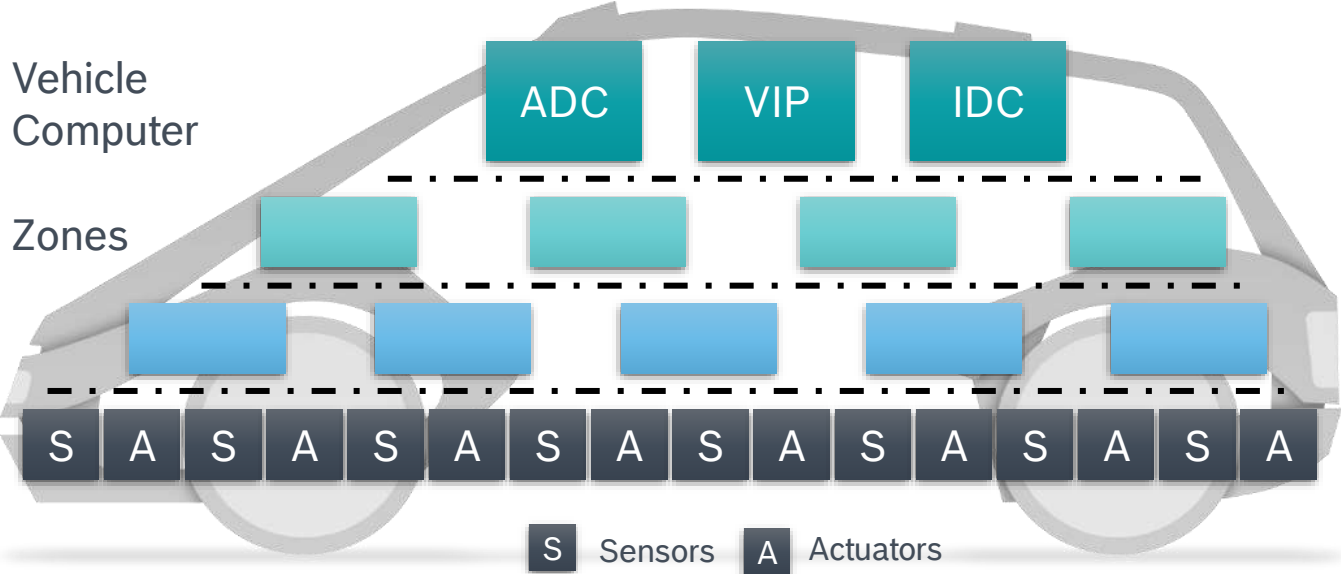 Vehicle
Computer
ADC VIP IDC
Zones
S A S A S A S A S A S A S A S A
S Sensors A Actuators